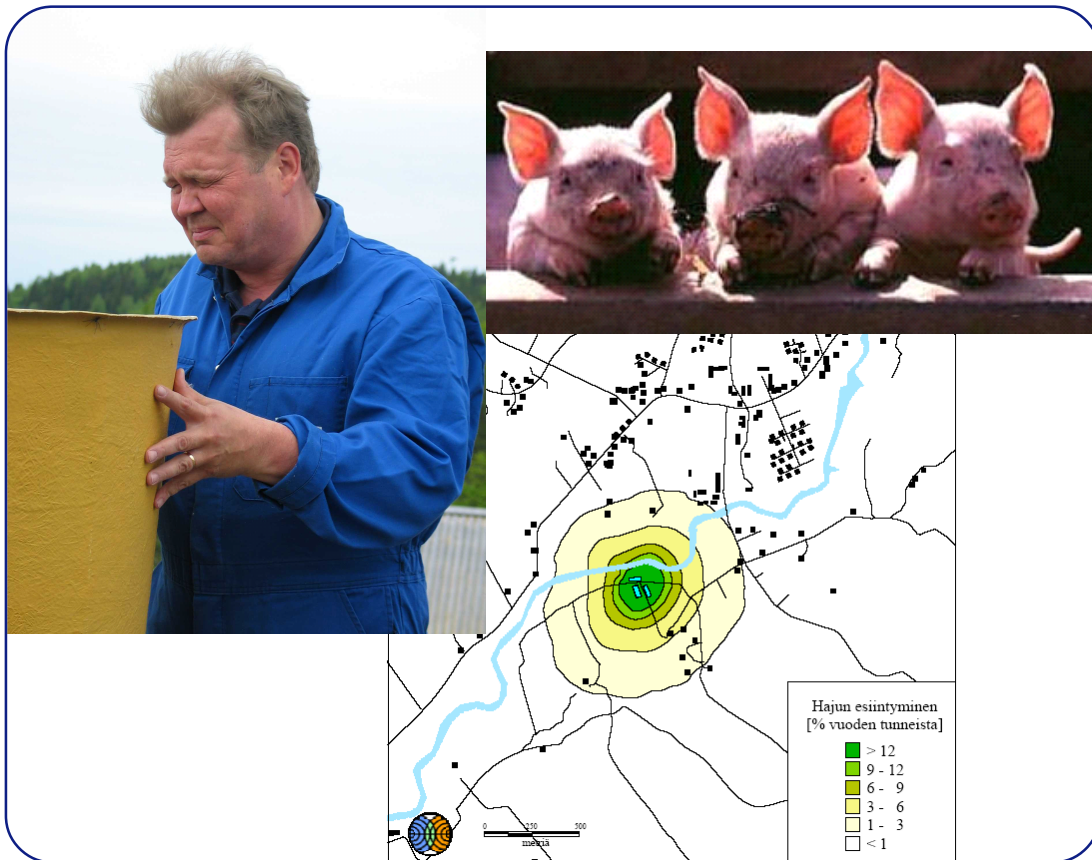 Hajun esiintyminen
[% vuoden tunneista]
> 12
9 - 12
6 - 9
3 - 6
1 - 3
< 1
0 250 500
metriä